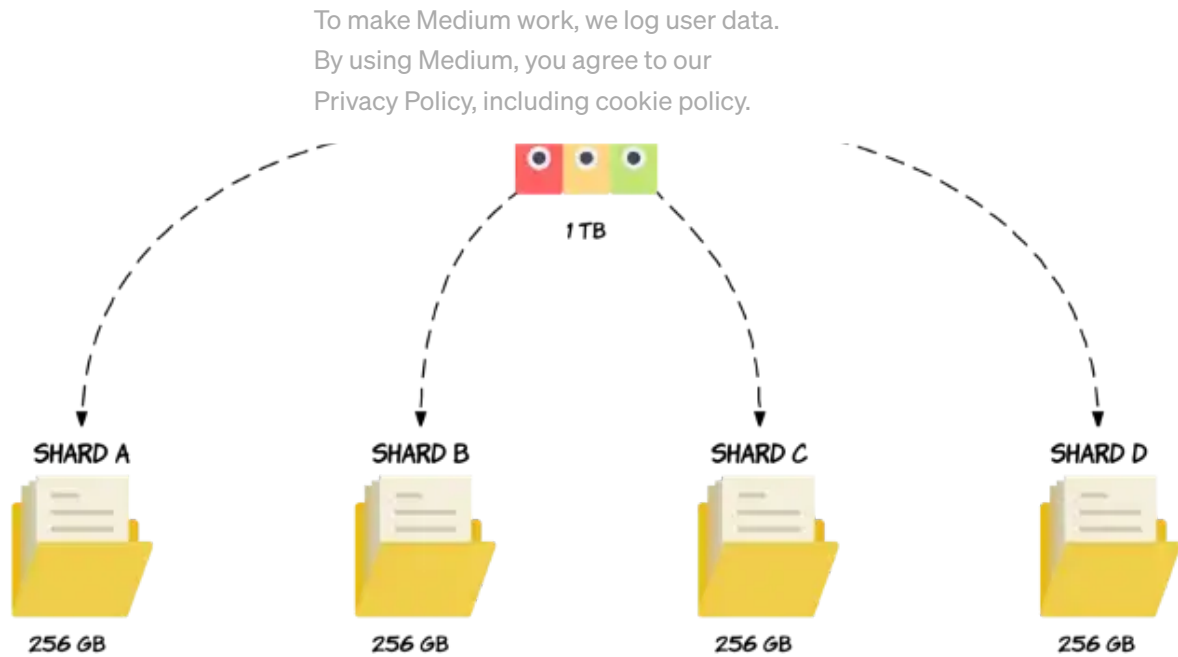 To make Medium work, we log user data.
By using Medium, you agree to our
Privacy Policy, including cookie policy.
1 TB
SHARD A
SHARD B
SHARD C
SHARD D
256 GB
256 GB
256 GB
256 GB